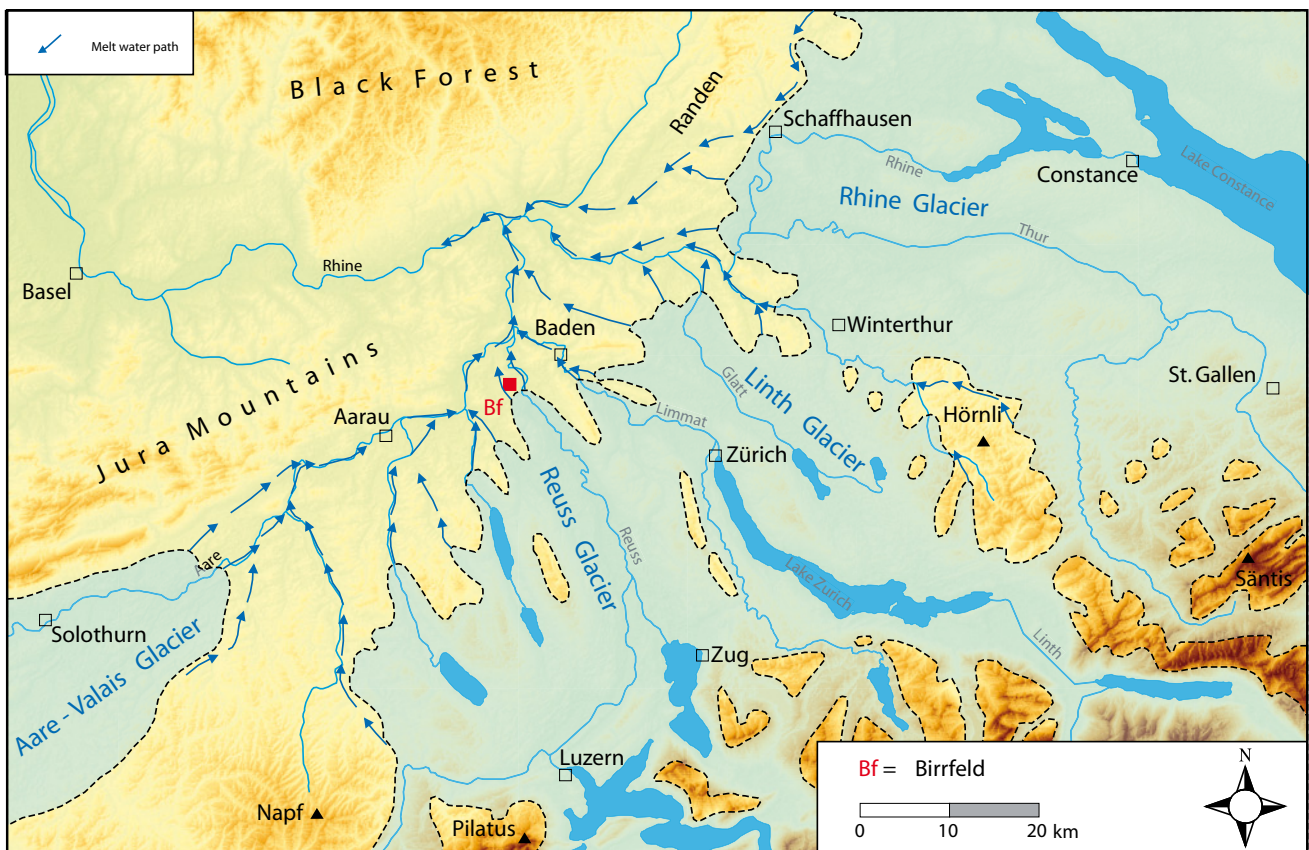 Melt water path
Black Forest
Randen
Schaffhausen
Rhine
Constance
Lake Constance
Rhine Glacier
Thur
Rhine
Basel
Baden
Winterthur
St. Gallen
Jura Mountains
Bf
Glatt
Linth Glacier
Limmat
Hörnli
Aarau
Zürich
Reuss Glacier
Reuss
Aare
Lake Zurich
Säntis
Solothurn
Aare - Valais Glacier
Zug
Linth
Luzern
Napf
Pilatus
Bf = Birrfeld
0 10 20 km
N